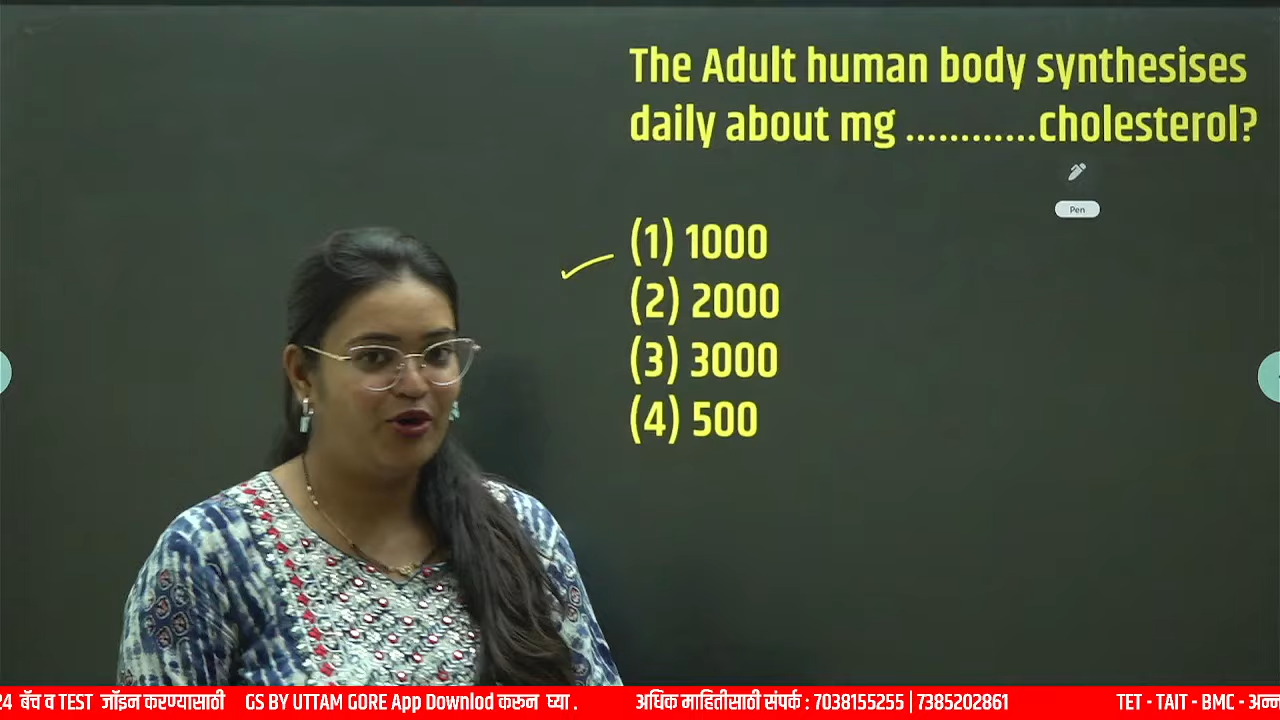 The Adult human body synthesises
daily about mg ............cholesterol?
Pen
(1) 1000
(2) 2000
(3) 3000
(4) 500
24 बॅच व TEST जॉइन करण्यासाठी GS BY UTTAM GORE App Downlod करून घ्या . अधिक माहितीसाठी संपर्क : 7038155255 | 7385202861 TET - TAIT - BMC -